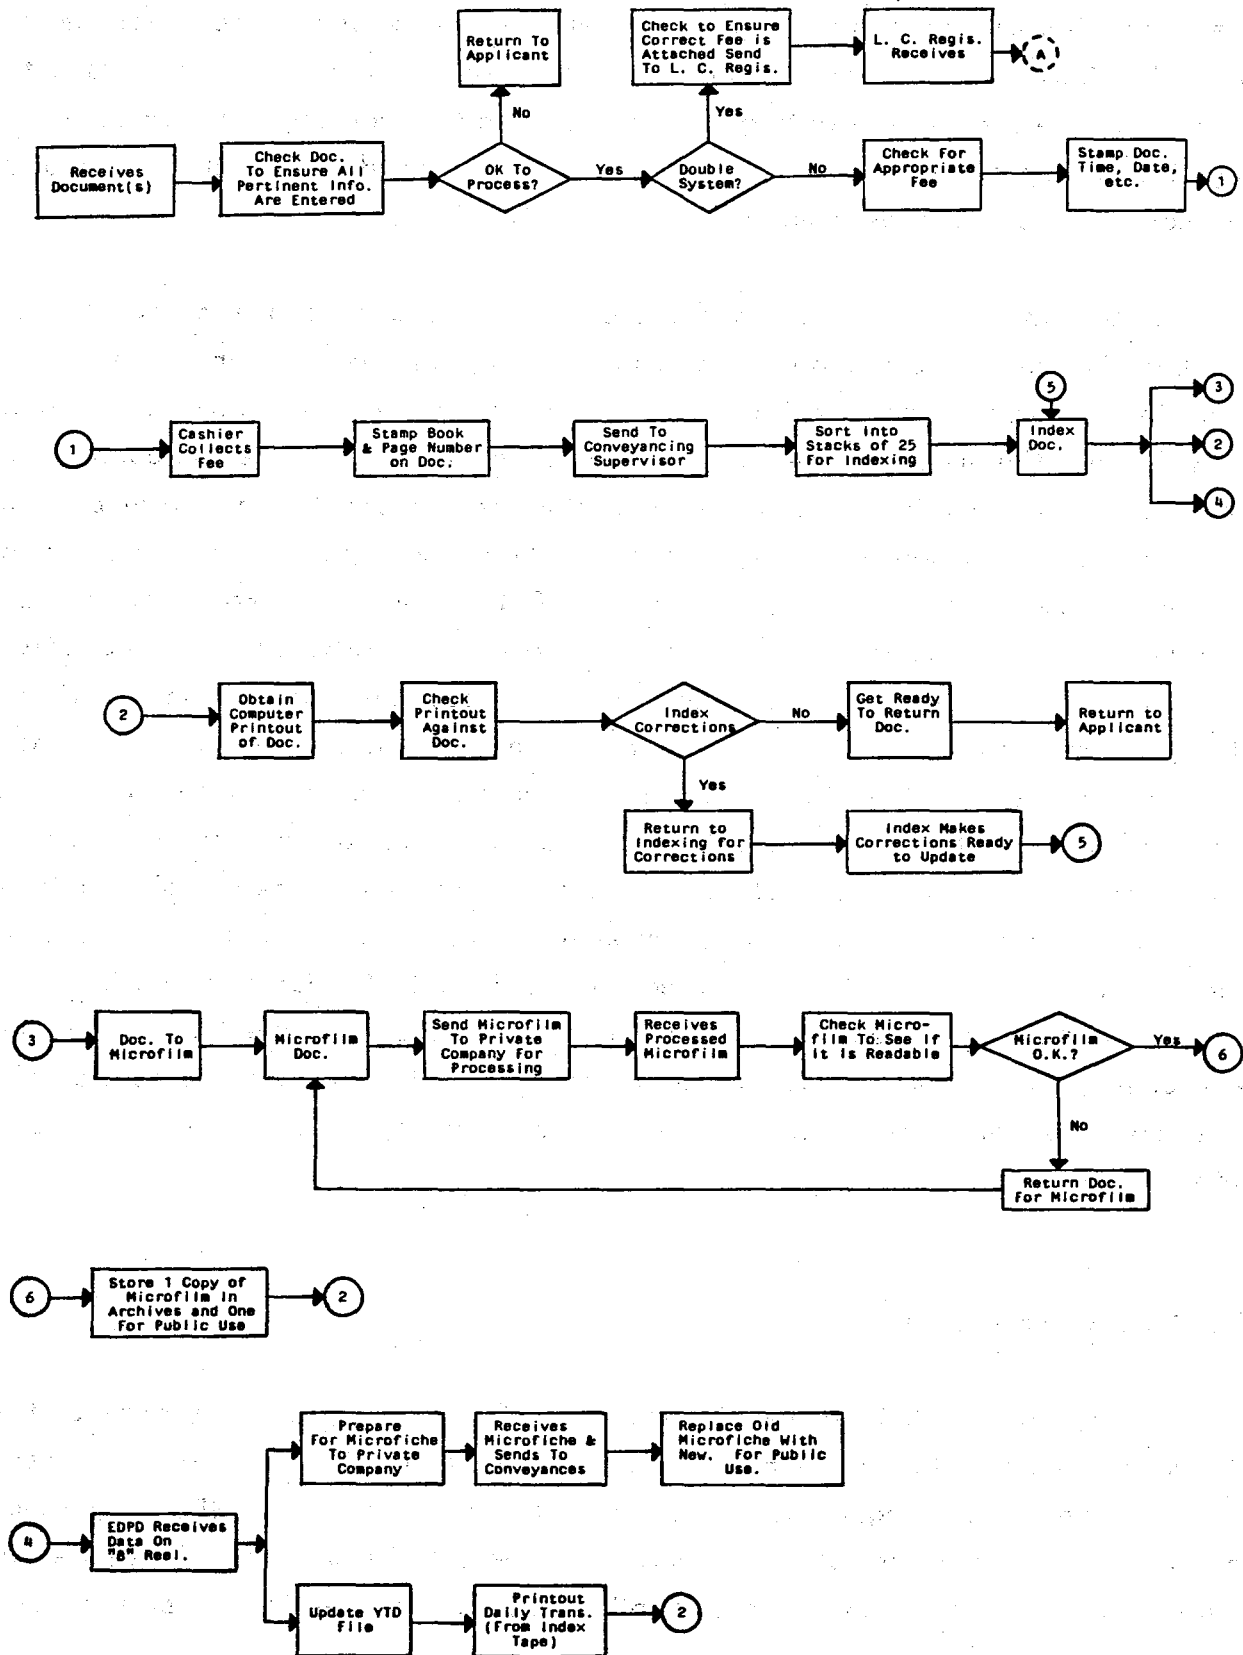 Return To
Applicant
Check to Ensure
Correct Fee is
Attached Send
To L. C. Regis.
L. C. Regis.
Receives
A
No
Yes
Receives
Document(s)
Check Doc.
To Ensure All
Pertinent Info.
Are Entered
OK To
Process?
Yes
Double
System?
No
Check For
Appropriate
Fee
Stamp Doc.
Time, Date,
etc.
1
1
Cashier
Collects
Fee
Stamp Book
& Page Number
on Doc.
Send To
Conveyancing
Supervisor
Sort Into
Stacks of 25
For Indexing
5
Index
Doc.
3
2
4
2
Obtain
Computer
Printout
of Doc.
Check
Printout
Against
Doc.
Index
Corrections
No
Get Ready
To Return
Doc.
Return to
Applicant
Yes
Return to
Indexing for
Corrections
Index Makes
Corrections Ready
to Update
5
3
Doc. To
Microfilm
Microfilm
Doc.
Send Microfilm
To Private
Company For
Processing
Receives
Processed
Microfilm
Check Micro-
film To See If
It Is Readable
Microfilm
O.K.?
Yes
6
No
Return Doc.
For Microfilm
6
Store 1 Copy of
Microfilm In
Archives and One
For Public Use
2
Prepare
For Microfiche
To Private
Company
Receives
Microfiche &
Sends To
Conveyances
Replace Old
Microfiche With
New. For Public
Use.
4
EDPD Receives
Data On
"B" Reel.
Update YTD
File
Printout
Daily Trans.
(From Index
Tape)
2